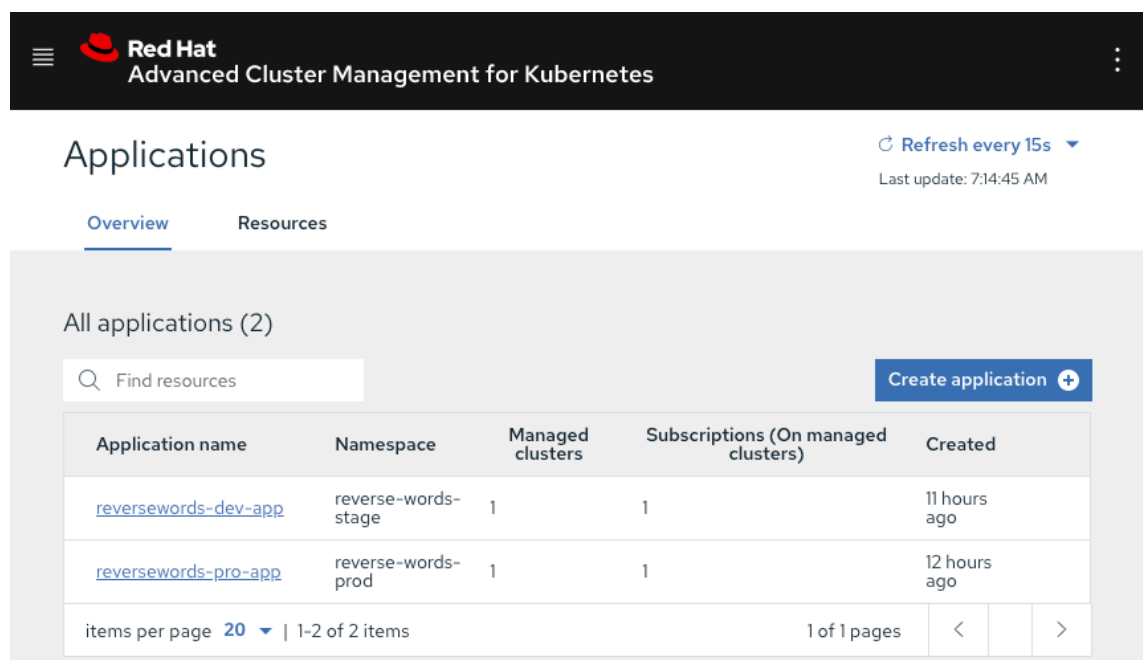 Red Hat
Advanced Cluster Management for Kubernetes
Applications
Refresh every 15s
Last update: 7:14:45 AM
Overview Resources
All applications (2)
Find resources
Create application
Application name Namespace Managed clusters Subscriptions (On managed clusters) Created
reversewords-dev-app reverse-words-stage 1 1 11 hours ago
reversewords-pro-app reverse-words-prod 1 1 12 hours ago
items per page 20 | 1-2 of 2 items 1 of 1 pages